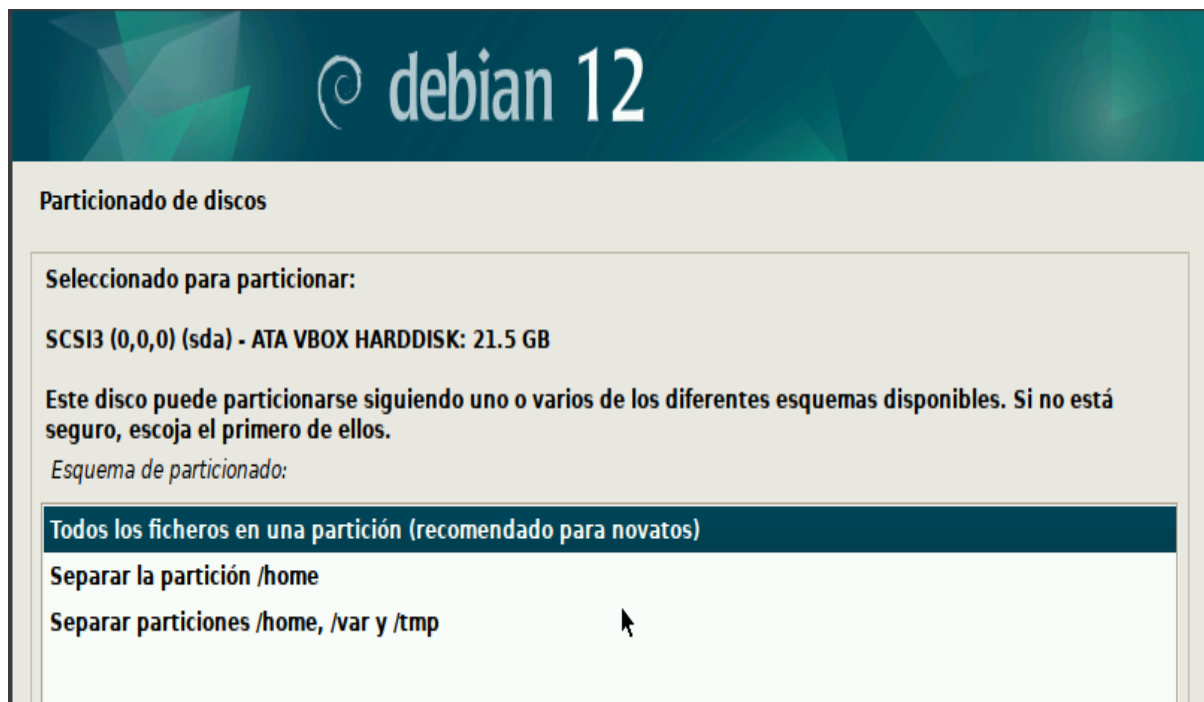 debian 12
Particionado de discos
Seleccionado para particionar:
SCSI3 (0,0,0) (sda) - ATA VBOX HARDDISK: 21.5 GB
Este disco puede particionarse siguiendo uno o varios de los diferentes esquemas disponibles. Si no está
seguro, escoja el primero de ellos.
Esquema de particionado:
Todos los ficheros en una partición (recomendado para novatos)
Separar la partición /home
Separar particiones /home, /var y /tmp